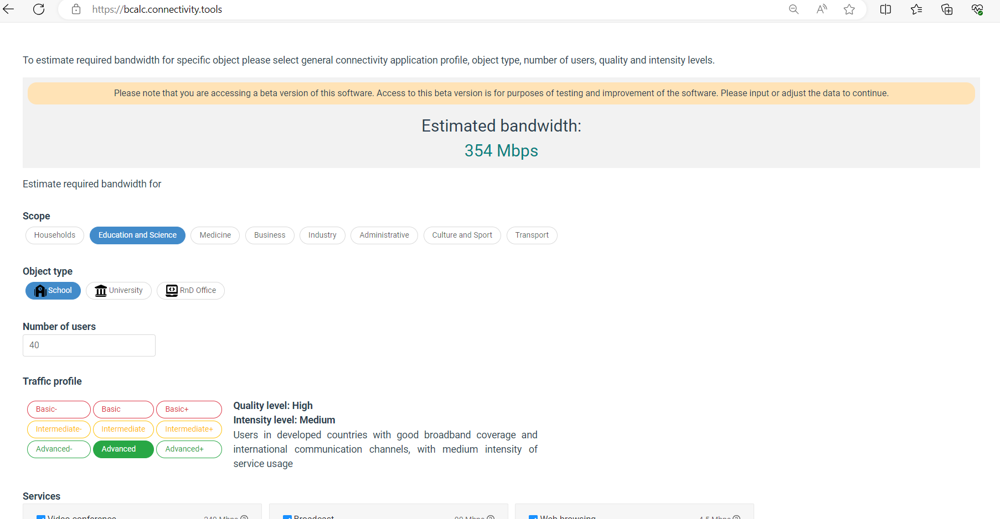 https://bcalc.connectivity.tools
To estimate required bandwidth for specific object please select general connectivity application profile, object type, number of users, quality and intensity levels.
Please note that you are accessing a beta version of this software. Access to this beta version is for purposes of testing and improvement of the software. Please input or adjust the data to continue.
Estimated bandwidth:
354 Mbps
Estimate required bandwidth for
Scope
Households Education and Science Medicine Business Industry Administrative Culture and Sport Transport
Object type
School University RnD Office
Number of users
40
Traffic profile
Basic- Basic Basic+
Intermediate- Intermediate Intermediate+
Advanced- Advanced Advanced+
Quality level: High
Intensity level: Medium
Users in developed countries with good broadband coverage and
international communication channels, with medium intensity of
service usage
Services
Video conference Mbps Broadcast Mbps Web browsing 4.5 Mbps